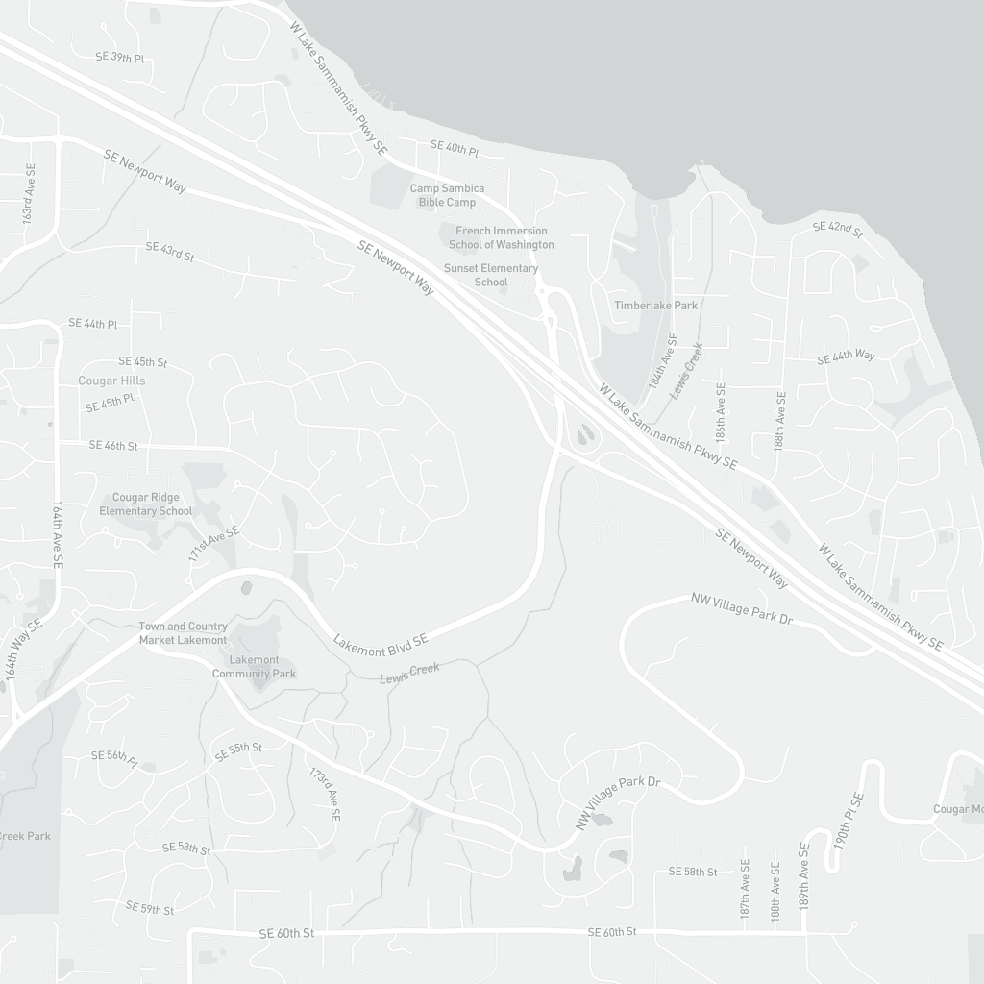 W Lake Sammamish Pkwy SE
SE 39th Pl
SE 40th Pl
SE Newport Way
163rd Ave SE
Camp Sambica
Bible Camp
French Immersion
School of Washington
SE 42nd St
SE 43rd St
SE Newport Way
Sunset Elementary
School
Timberlake Park
SE 44th Pl
184th Ave SE
Lewis Creek
SE 44th Way
SE 45th St
Cougar Hills
SE 45th Pl
186th Ave SE
188th Ave SE
W Lake Sammamish Pkwy SE
SE 46th St
Cougar Ridge
Elementary School
164th Ave SE
171st Ave SE
SE Newport Way
W Lake Sammamish Pkwy SE
NW Village Park Dr
164th Way SE
Town and Country
Market Lakemont
Lakemont Blvd SE
Lakemont
Community Park
Lewis Creek
SE 56th Pl
SE 55th St
173rd Ave SE
NW Village Park Dr
190th Pl SE
Cougar Mo
Creek Park
SE 58th St
SE 58th St
187th Ave SE
189th Ave SE
SE 59th St
SE 60th St
SE 60th St